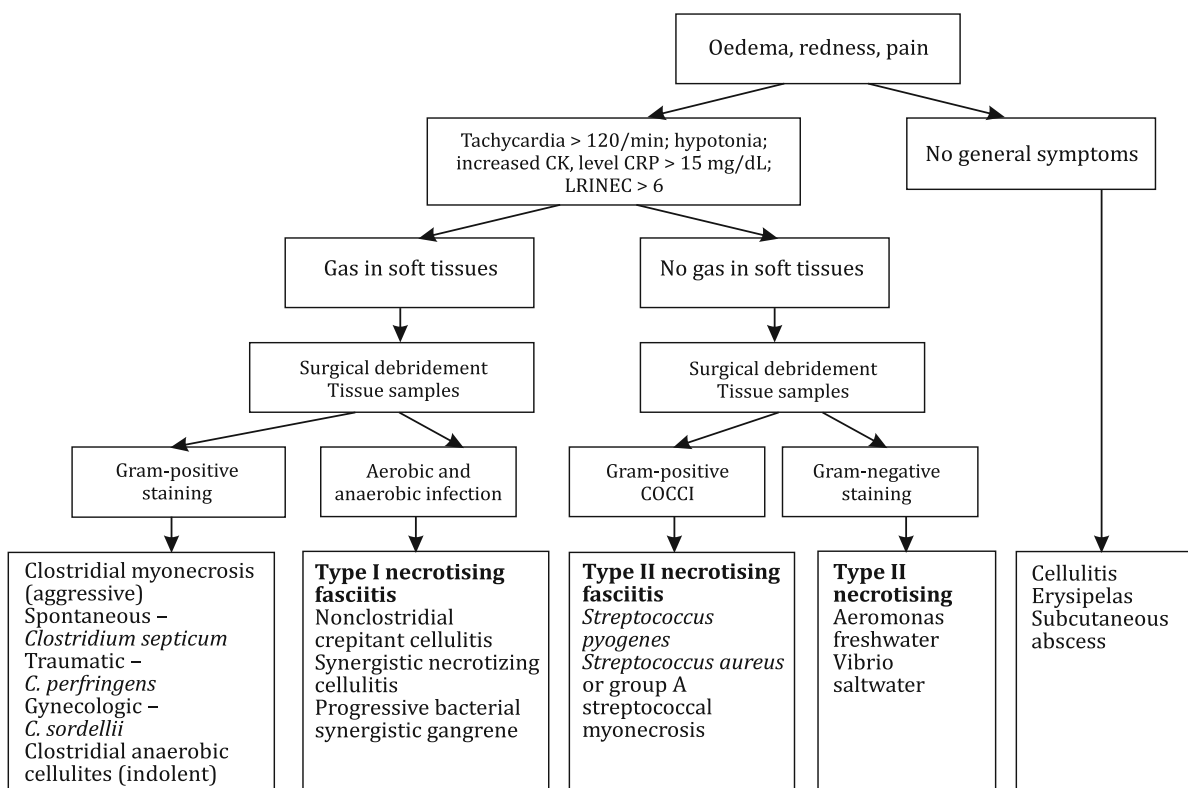 Oedema, redness, pain
Tachycardia > 120/min; hypotonia;
increased CK, level CRP > 15 mg/dL;
LRINEC > 6
No general symptoms
Gas in soft tissues
No gas in soft tissues
Surgical debridement
Tissue samples
Surgical debridement
Tissue samples
Gram-positive
staining
Aerobic and
anaerobic infection
Gram-positive
COCCI
Gram-negative
staining
Clostridial myonecrosis
(aggressive)
Spontaneous –
Clostridium septicum
Traumatic –
C. perfringens
Gynecologic –
C. sordellii
Clostridial anaerobic
cellulites (indolent)
Type I necrotising
fasciitis
Nonclostridial
crepitant cellulitis
Synergistic necrotizing
cellulitis
Progressive bacterial
synergistic gangrene
Type II necrotising
fasciitis
Streptococcus
pyogenes
Streptococcus aureus
or group A
streptococcal
myonecrosis
Type II
necrotising
Aeromonas
freshwater
Vibrio
saltwater
Cellulitis
Erysipelas
Subcutaneous
abscess